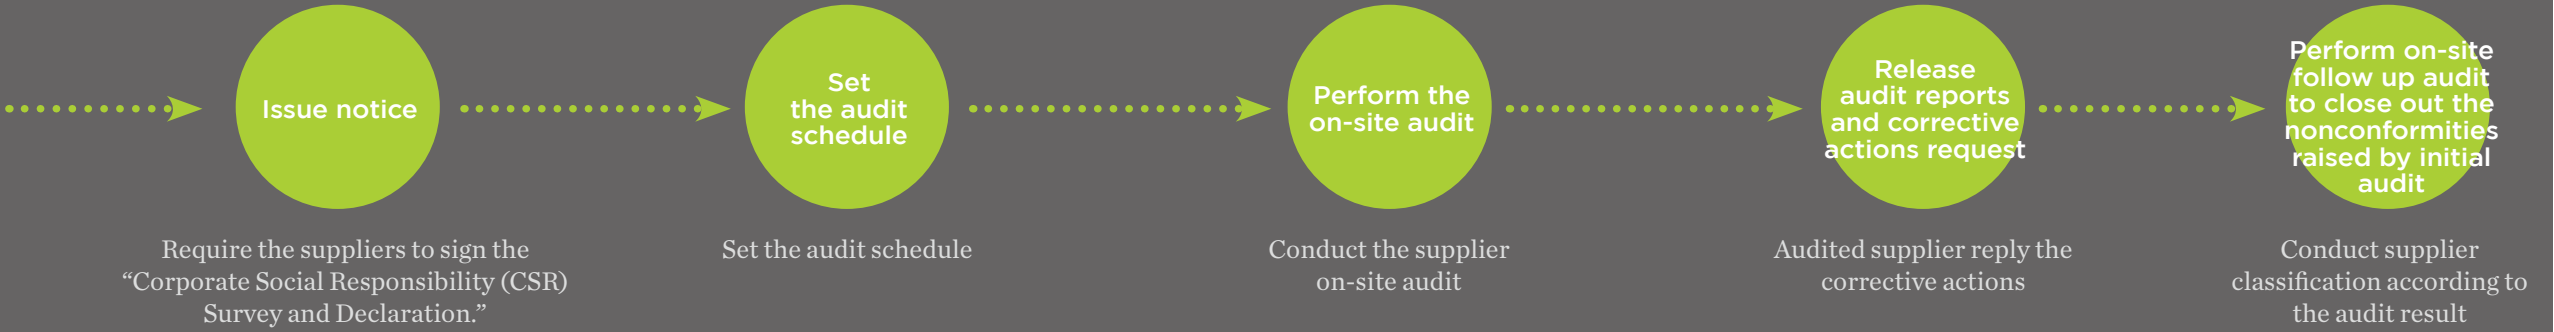 Issue notice
Require the suppliers to sign the
“Corporate Social Responsibility (CSR)
Survey and Declaration.”
Set
the audit
schedule
Set the audit schedule
Perform the
on-site audit
Conduct the supplier
on-site audit
Release
audit reports
and corrective
actions request
Audited supplier reply the
corrective actions
Perform on-site
follow up audit
to close out the
nonconformities
raised by initial
audit
Conduct supplier
classification according to
the audit result